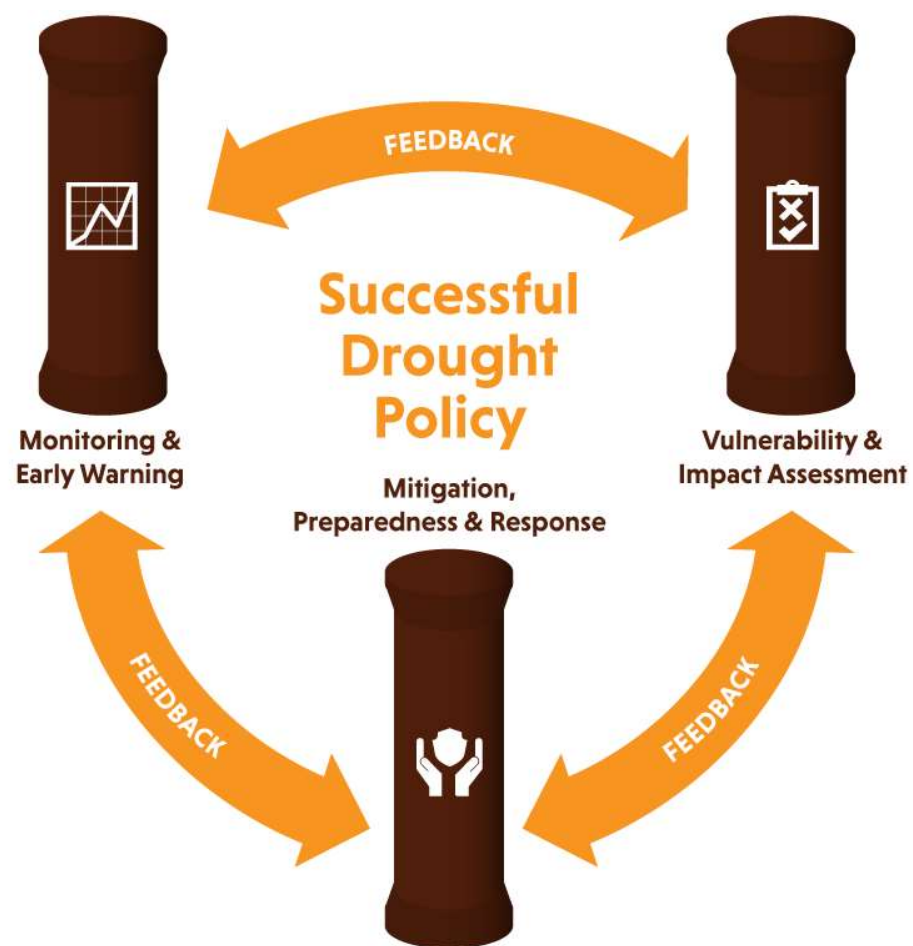 FEEDBACK
Successful
Drought
Policy
Monitoring &
Early Warning
Vulnerability &
Impact Assessment
Mitigation,
Preparedness & Response
FEEDBACK
FEEDBACK